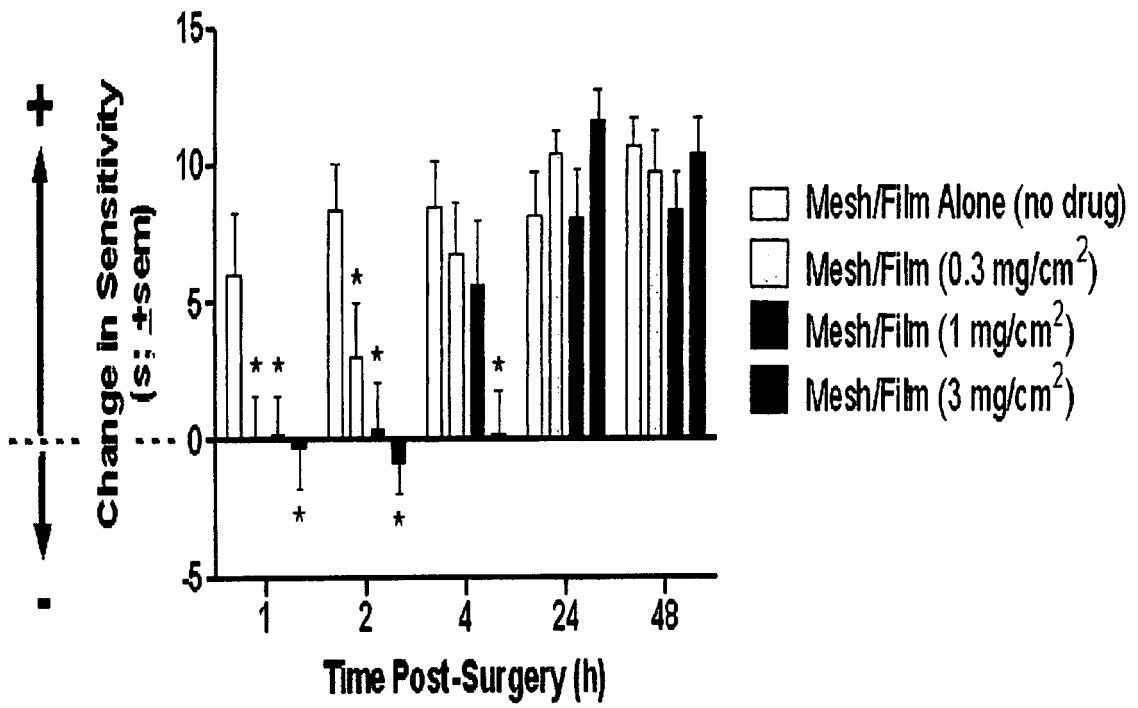 15
10
5
0
-5
+
-
Change in Sensitivity
(s; ±sem)
* *
*
*
*
*
*
*
1 2 4 24 48
Time Post-Surgery (h)
Mesh/Film Alone (no drug)
Mesh/Film (0.3 mg/cm²)
Mesh/Film (1 mg/cm²)
Mesh/Film (3 mg/cm²)